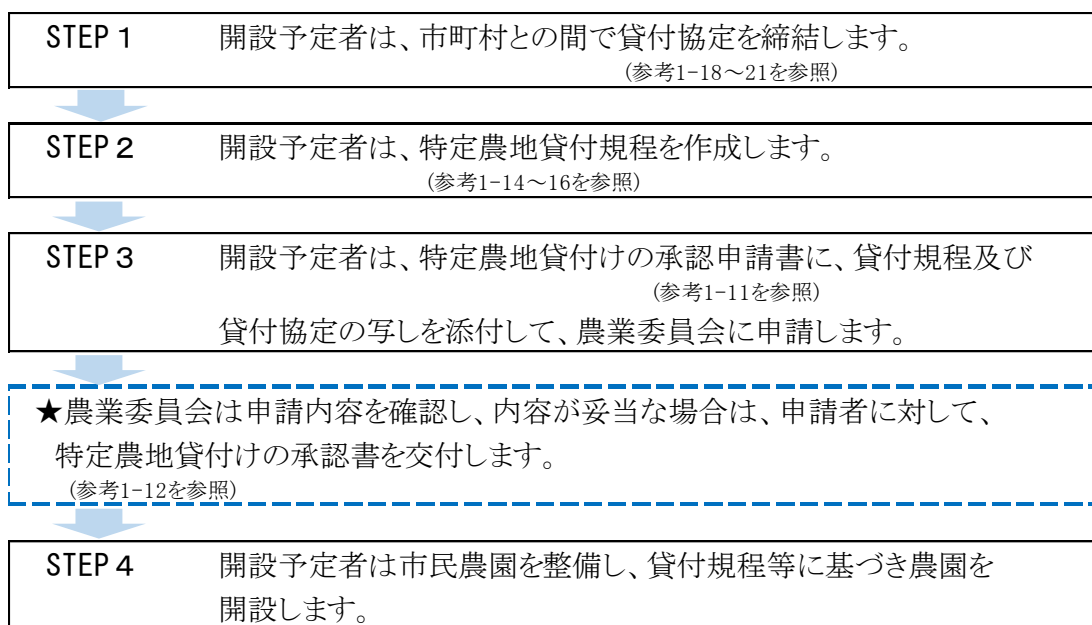 STEP 1 開設予定者は、市町村との間で貸付協定を締結します。
(参考1-18～21を参照)
STEP 2 開設予定者は、特定農地貸付規程を作成します。
(参考1-14～16を参照)
STEP 3 開設予定者は、特定農地貸付けの承認申請書に、貸付規程及び
(参考1-11を参照)
貸付協定の写しを添付して、農業委員会に申請します。
★農業委員会は申請内容を確認し、内容が妥当な場合は、申請者に対して、
特定農地貸付けの承認書を交付します。
(参考1-12を参照)
STEP 4 開設予定者は市民農園を整備し、貸付規程等に基づき農園を
開設します。